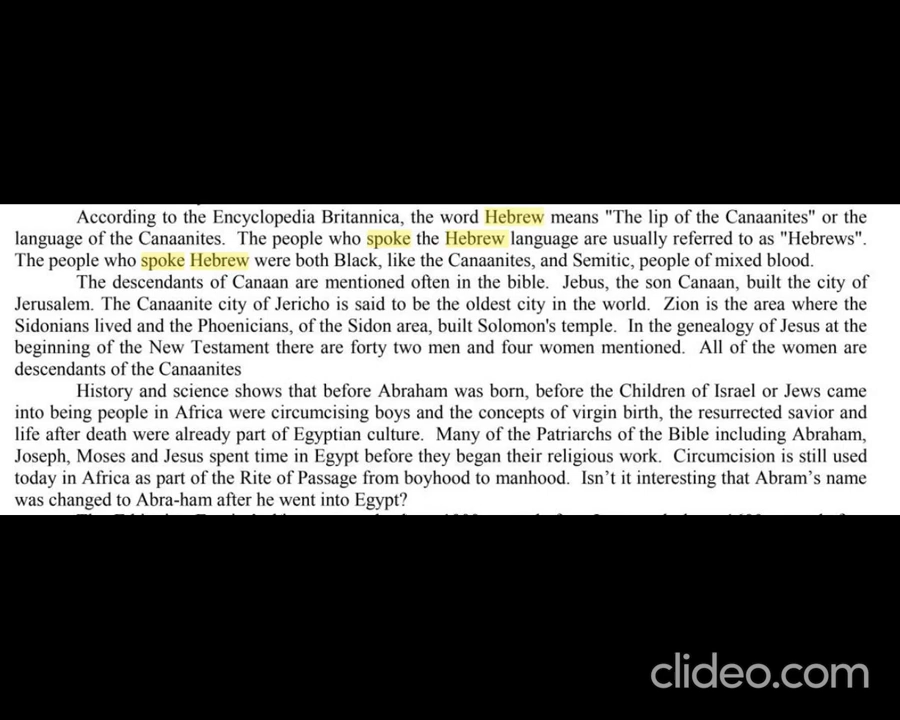 According to the Encyclopedia Britannica, the word Hebrew means "The lip of the Canaanites" or the
language of the Canaanites. The people who spoke the Hebrew language are usually referred to as "Hebrews".
The people who spoke Hebrew were both Black, like the Canaanites, and Semitic, people of mixed blood.
The descendants of Canaan are mentioned often in the bible. Jebus, the son Canaan, built the city of
Jerusalem. The Canaanite city of Jericho is said to be the oldest city in the world. Zion is the area where the
Sidonians lived and the Phoenicians, of the Sidon area, built Solomon's temple. In the genealogy of Jesus at the
beginning of the New Testament there are forty two men and four women mentioned. All of the women are
descendants of the Canaanites
History and science shows that before Abraham was born, before the Children of Israel or Jews came
into being people in Africa were circumcising boys and the concepts of virgin birth, the resurrected savior and
life after death were already part of Egyptian culture. Many of the Patriarchs of the Bible including Abraham,
Joseph, Moses and Jesus spent time in Egypt before they began their religious work. Circumcision is still used
today in Africa as part of the Rite of Passage from boyhood to manhood. Isn’t it interesting that Abram’s name
was changed to Abra-ham after he went into Egypt?
clideo.com